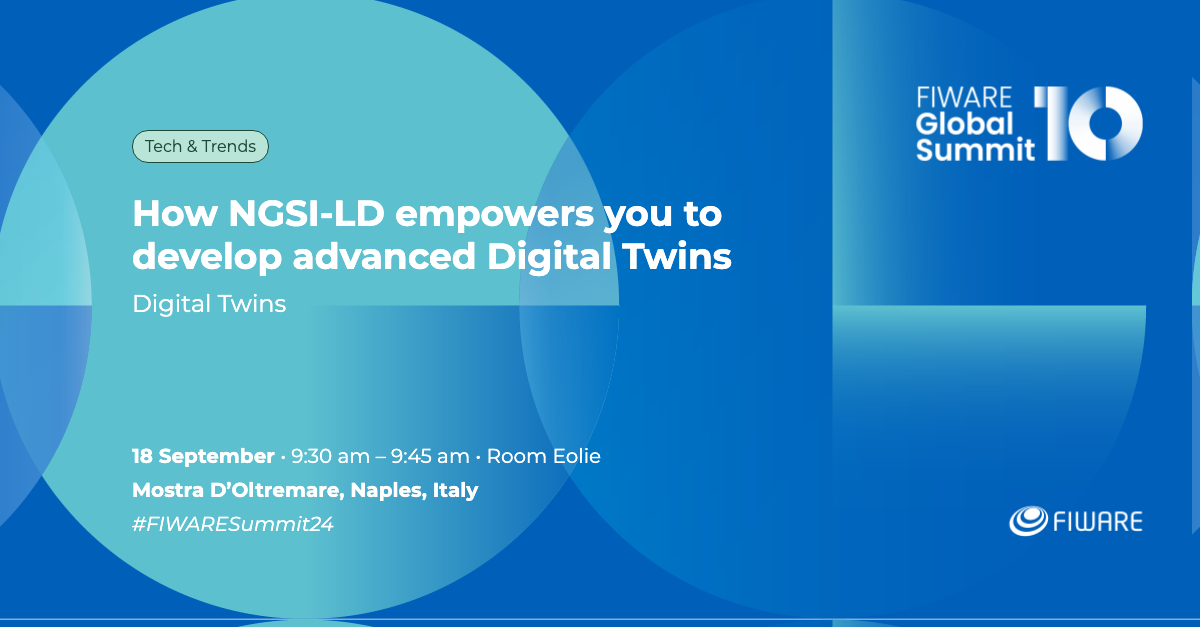 Tech & Trends
How NGSI-LD empowers you to
develop advanced Digital Twins
Digital Twins
18 September · 9:30 am – 9:45 am · Room Eolie
Mostra D’Oltremare, Naples, Italy
#FIWARESummit24
FIWARE
Global
Summit 10
FIWARE